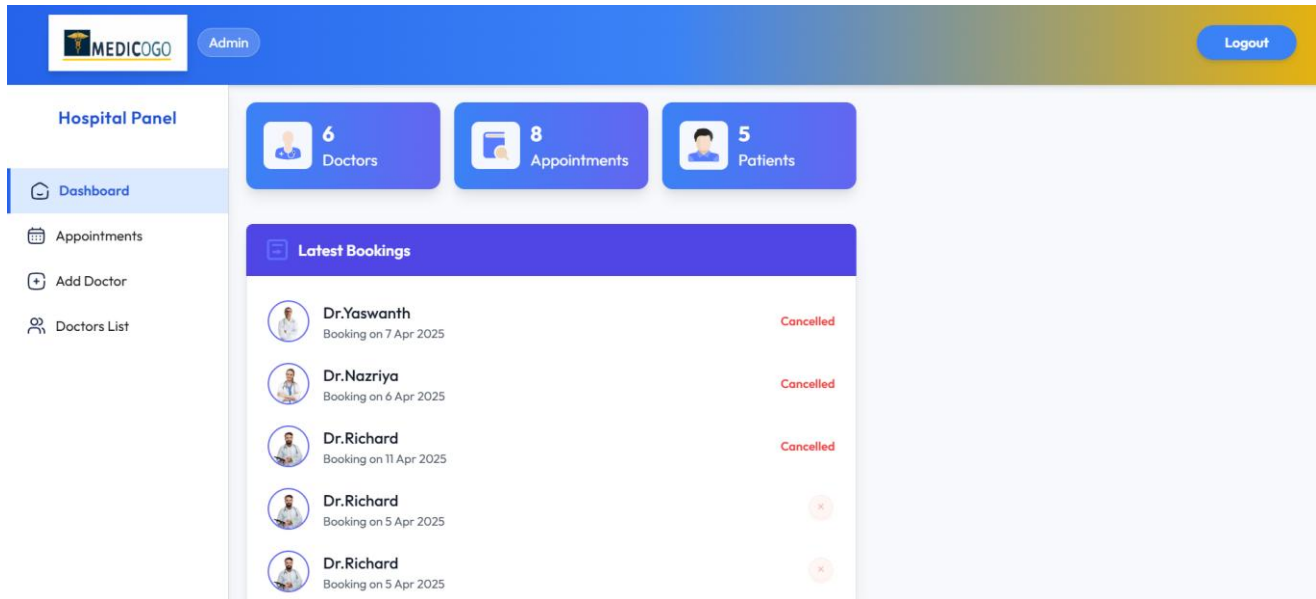 MEDICOGO
Admin
Logout
Hospital Panel
Dashboard
Appointments
Add Doctor
Doctors List
6
Doctors
8
Appointments
5
Patients
Latest Bookings
Dr.Yaswanth
Booking on 7 Apr 2025
Cancelled
Dr.Nazriya
Booking on 6 Apr 2025
Cancelled
Dr.Richard
Booking on 11 Apr 2025
Cancelled
Dr.Richard
Booking on 5 Apr 2025
Dr.Richard
Booking on 5 Apr 2025